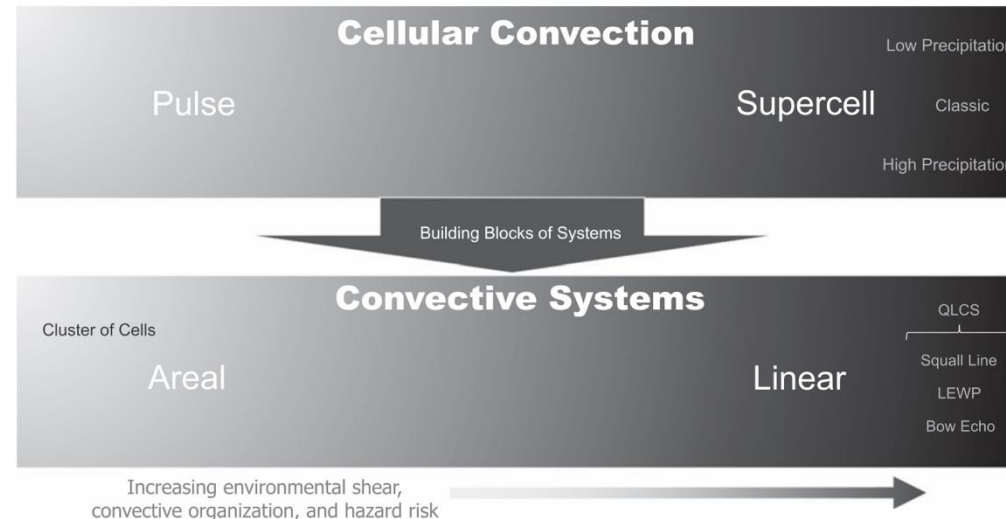 Cellular Convection
Low Precipitation
Pulse
Supercell
Classic
High Precipitation
Building Blocks of Systems
Convective Systems
QLCS
Cluster of Cells
Squall Line
Areal
Linear
LEWP
Bow Echo
Increasing environmental shear,
convective organization, and hazard risk